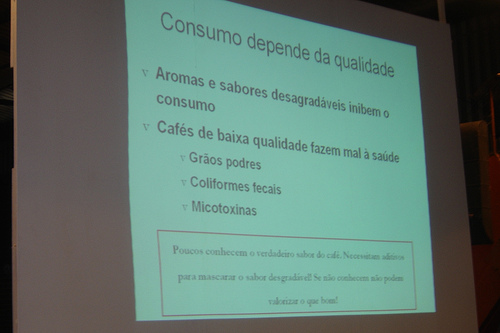 Consumo depende da qualidade
v Aromas e sabores desagradáveis inibem o
consumo
v Cafés de baixa qualidade fazem mal à saúde
v Grãos podres
v Coliformes fecais
v Micotoxinas
Poucos conhecem o verdadeiro sabor do café. Necessitam aditivos
para mascarar o sabor desgradável! Se não conhecem não podem
valorizar o que bom!